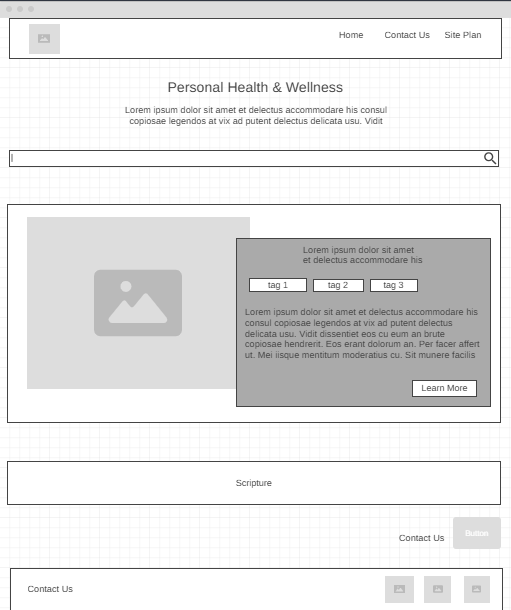 Home Contact Us Site Plan
Personal Health & Wellness
Lorem ipsum dolor sit amet et delectus accommodare his consul
copiosae legendos at vix ad putent delectus delicata usu. Vidit
Lorem ipsum dolor sit amet
et delectus accommodare his
tag 1 tag 2 tag 3
Lorem ipsum dolor sit amet et delectus accommodare his
consul copiosae legendos at vix ad putent delectus
delicata usu. Vidit dissentiet eos cu eum an brute
copiosae hendrerit. Eos erant dolorum an. Per facer affert
ut. Mei iisque mentitum moderatius cu. Sit munere facilis
Learn More
Scripture
Contact Us Button
Contact Us